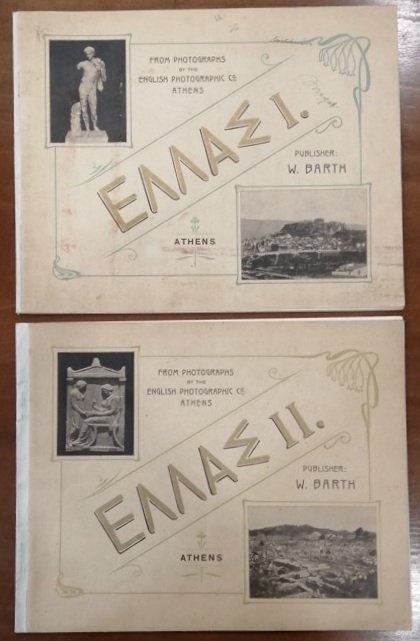 FROM PHOTOGRAPHS
BY THE
ENGLISH PHOTOGRAPHIC Cº
ATHENS
ΕΛΛΑΣ I.
PUBLISHER:
W. BARTH
ATHENS
FROM PHOTOGRAPHS
BY THE
ENGLISH PHOTOGRAPHIC Cº
ATHENS
ΕΛΛΑΣ II.
PUBLISHER:
W. BARTH
ATHENS